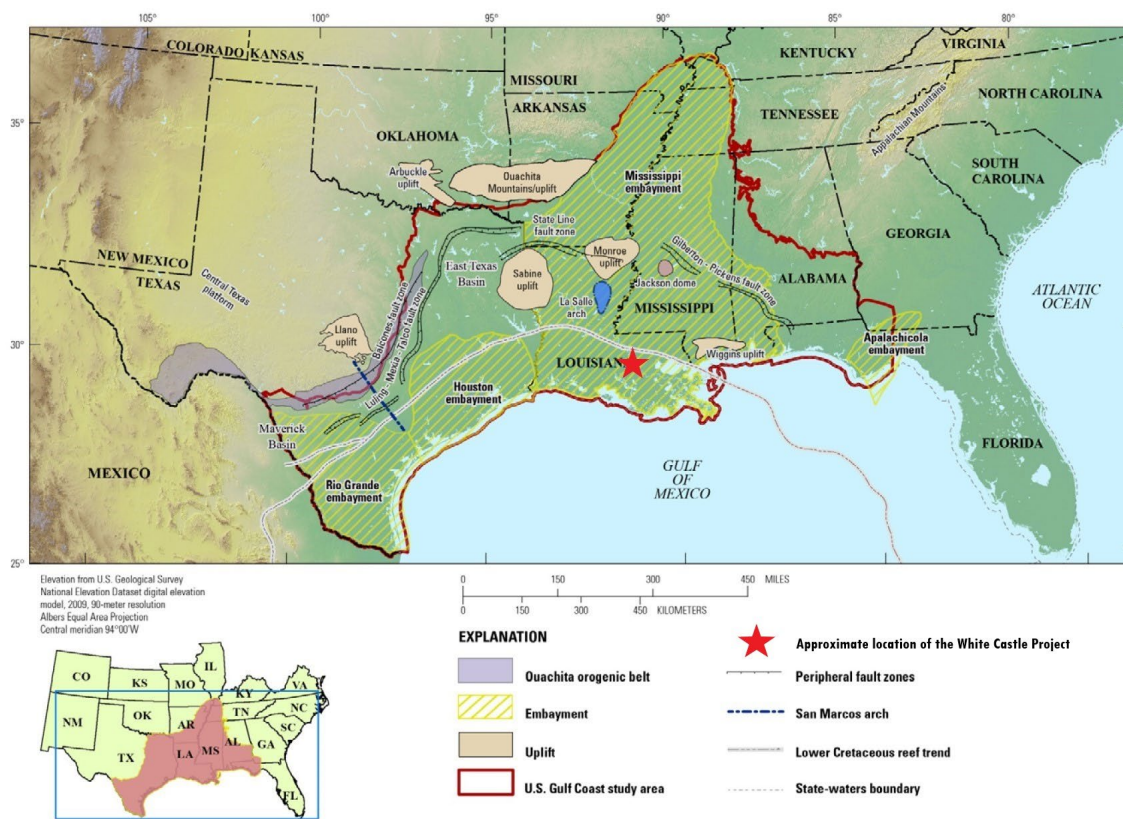 105°
100°
95°
90°
85°
80°
COLORADO
KANSAS
MISSOURI
KENTUCKY
VIRGINIA
ARKANSAS
TENNESSEE
NORTH CAROLINA
Appalachian Mountains
35°
OKLAHOMA
Arbuckle
uplift
Ouachita
Mountains/uplift
Mississippi
embayment
SOUTH
CAROLINA
GEORGIA
NEW MEXICO
TEXAS
Central Texas
platform
State Line
fault zone
East Texas
Basin
Sabine
uplift
Monroe
uplift
Jackson dome
Gilberton - Pickens fault zone
ALABAMA
La Salle
arch
MISSISSIPPI
ATLANTIC
OCEAN
Llano
uplift
Balcones fault zone
Luling - Mexia - Talco fault zone
30°
LOUISIAN
Wiggins uplift
Apalachicola
embayment
Houston
embayment
Maverick
Basin
MEXICO
Rio Grande
embayment
GULF
OF
MEXICO
FLORIDA
25°
Elevation from U.S. Geological Survey
National Elevation Dataset digital elevation
model, 2009, 90-meter resolution
Albers Equal Area Projection
Central meridian 94°00'W
0 150 300 450 MILES
0 150 300 450 KILOMETERS
EXPLANATION
Ouachita orogenic belt
Embayment
Uplift
U.S. Gulf Coast study area
Approximate location of the White Castle Project
Peripheral fault zones
San Marcos arch
Lower Cretaceous reef trend
State-waters boundary
CO
KS
MO
IL
KY
VA
NM
OK
AR
TN
NC
SC
TX
LA
MS
AL
GA
FL